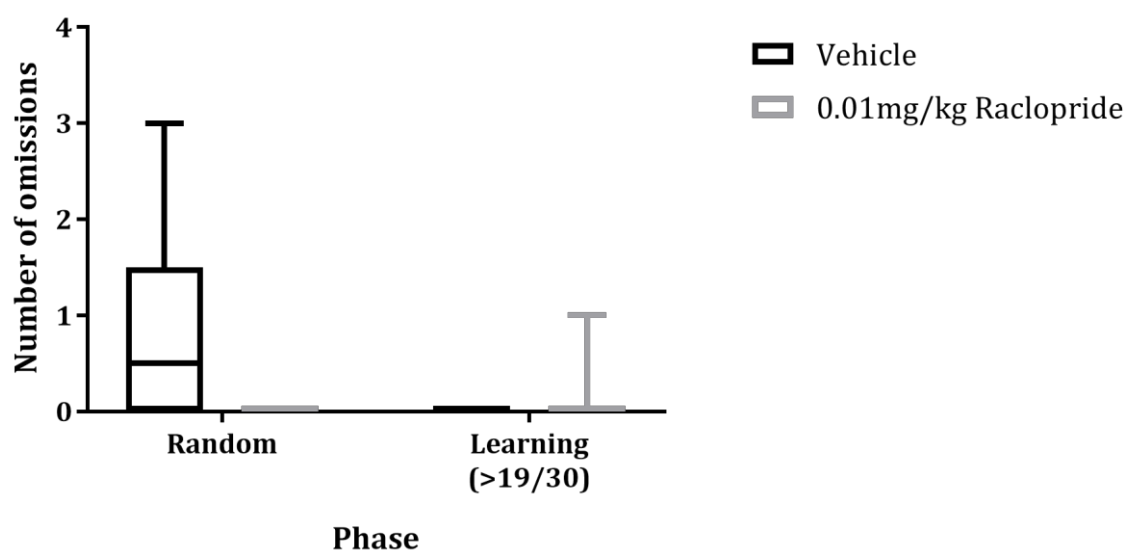 Number of omissions
4
3
2
1
0
Random
Learning
(>19/30)
Phase
Vehicle
0.01mg/kg Raclopride